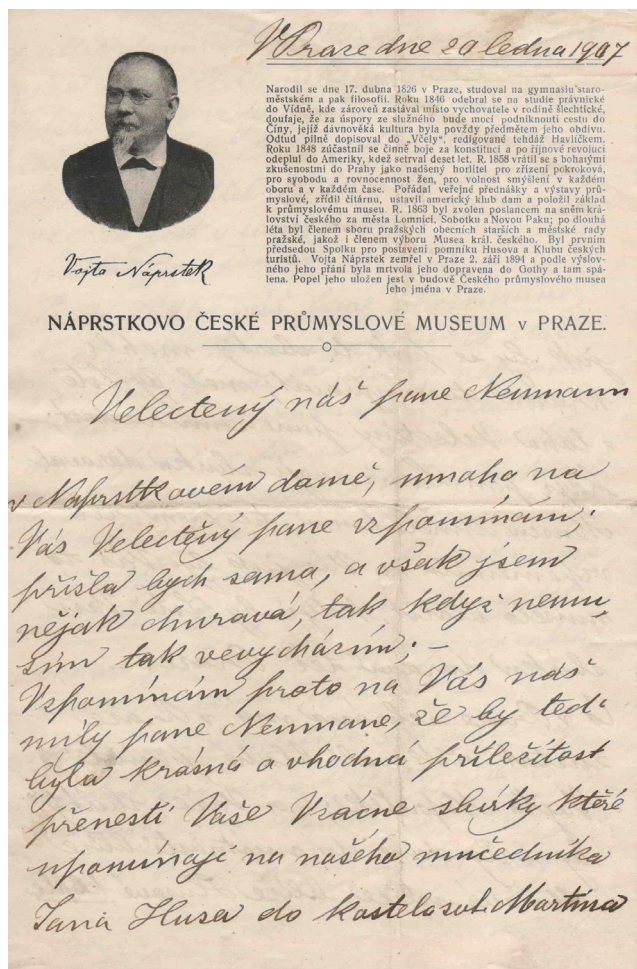 V Praze dne 20 ledna 1907
Narodil se dne 17. dubna 1826 v Praze, studoval na gymnasiu staro-
městském a pak filosofii. Roku 1846 odebral se na studie právnické
do Vídně, kde zároveň zastával místo vychovatele v rodině šlechtické,
doufaje, že za úspory ze služného bude moci podniknouti cestu do
Číny, jejíž dávnověká kultura byla povždy předmětem jeho obdivu.
Odtud pilně dopisoval do „Včely“, redigované tehdáž Havlíčkem.
Roku 1848 zúčastnil se činně boje za konstituci a po říjnové revoluci
odeplul do Ameriky, kdež setrval deset let. R. 1858 vrátil se s bohatými
zkušenostmi do Prahy jako nadšený horlitel pro zřízení pokroková,
pro svobodu a rovnocennost žen, pro volnost smýšlení v každém
oboru a v každém čase. Pořádal veřejné přednášky a výstavy prů-
myslové, zřídil čítárnu, ustavil americký klub dam a položil základ
k průmyslovému museu. R. 1863 byl zvolen poslancem na sněm krá-
lovství českého za města Lomnici, Sobotku a Novou Paku; po dlouhá
léta byl členem sboru pražských obecních starších a městské rady
pražské, jakož i členem výboru Musea král. českého. Byl prvním
předsedou Spolku pro postavení pomníku Husova a Klubu českých
turistů. Vojta Náprstek zemřel v Praze 2. září 1894 a podle výslov-
ného jeho přání byla mrtvola jeho dopravena do Gothy a tam spá-
lena. Popel jeho uložen jest v budově Českého průmyslového musea
jeho jména v Praze.
Vojta Náprstek
NÁPRSTKOVO ČESKÉ PRŮMYSLOVÉ MUSEUM v PRAZE.
Velectený náš pane Neumann
v Náprstkovém domě, mnoho na
Vás Velectěný pane vzpomínám;
přišla bych sama, a však jsem
nějak churavá, tak když nemu,
sím tak nevycházím; –
Vzpomínám proto na Vás náš
milý pane Neumane, že by teď
byla krásná a vhodná příležitost
přenesti Vaše Vzácne sbírky které
upomínají na našeho mučedníka
Jana Husa do kostela svt. Martina